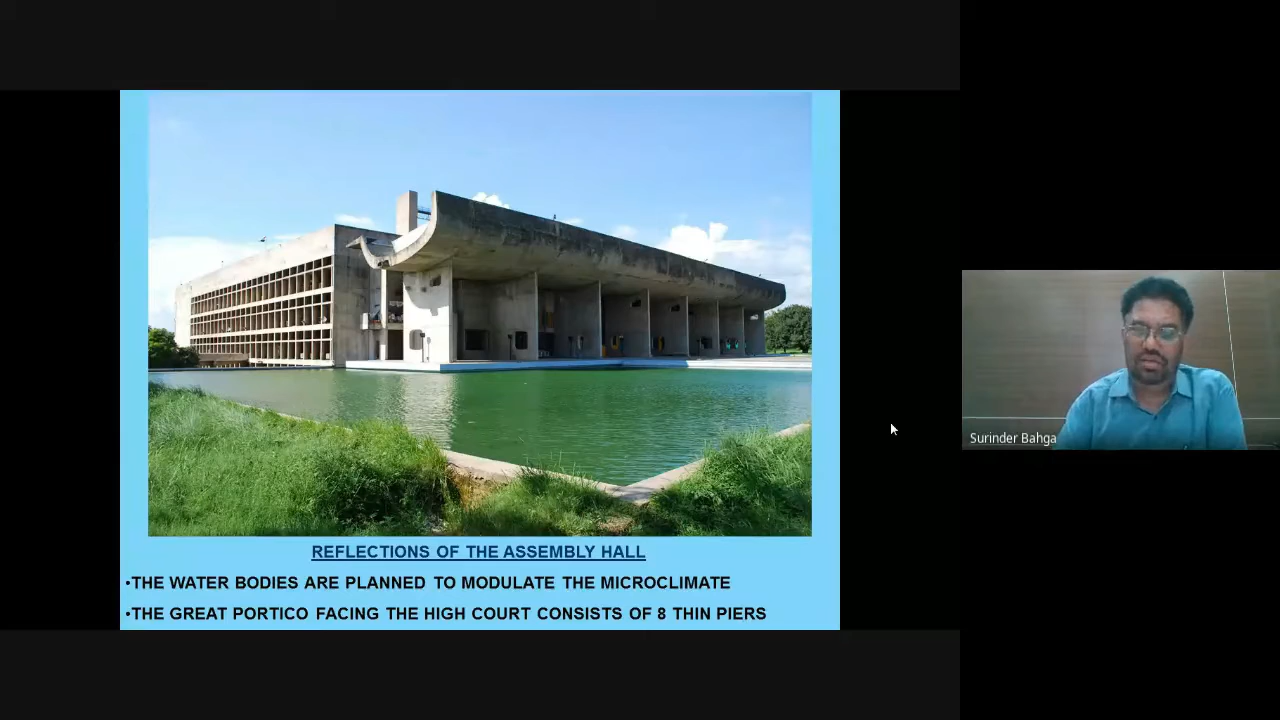 REFLECTIONS OF THE ASSEMBLY HALL
•THE WATER BODIES ARE PLANNED TO MODULATE THE MICROCLIMATE
•THE GREAT PORTICO FACING THE HIGH COURT CONSISTS OF 8 THIN PIERS
Surinder Bahga